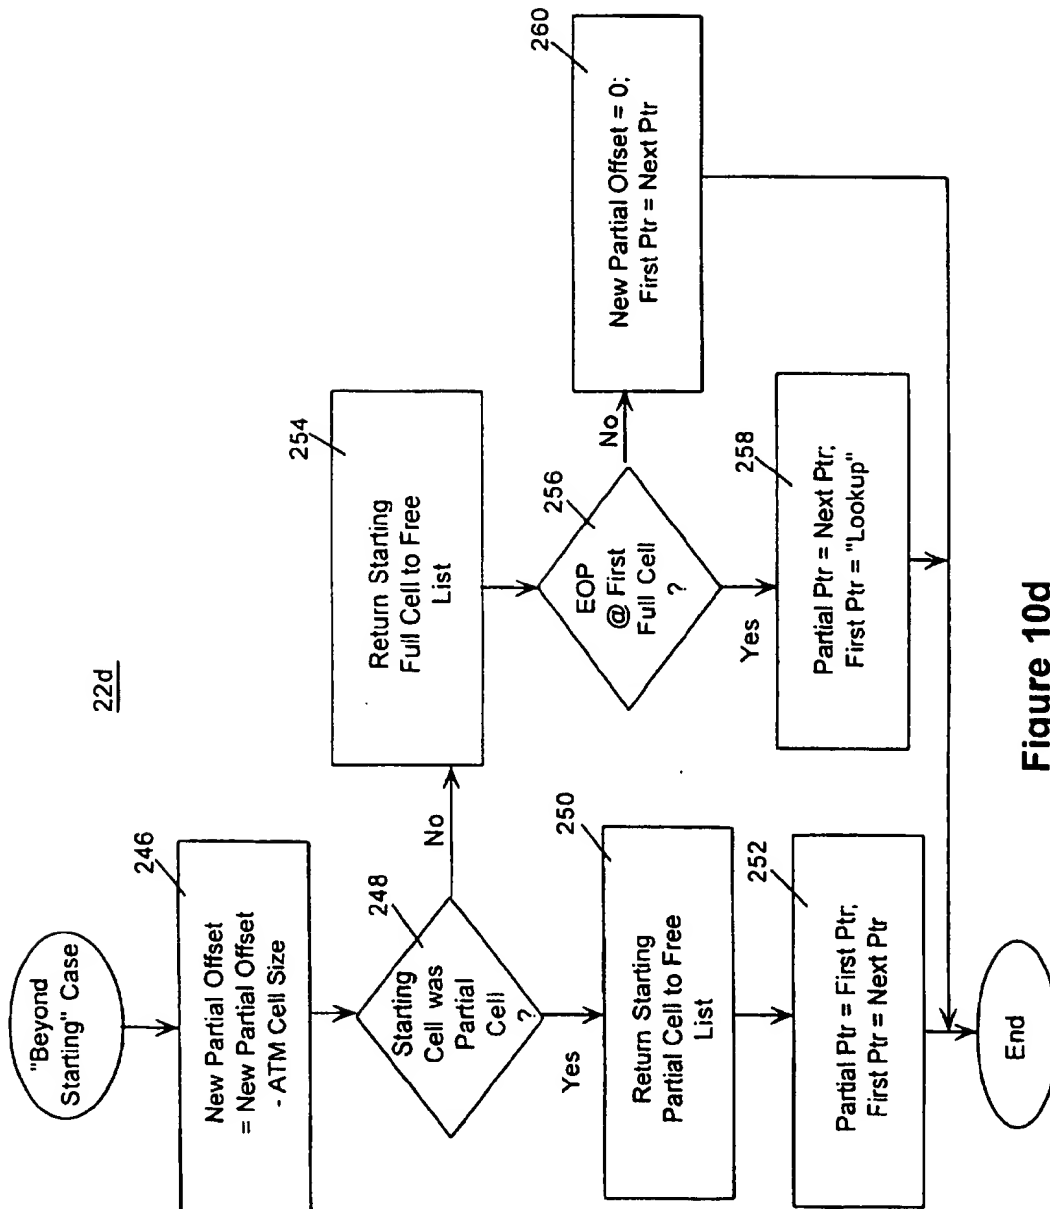 22d
"Beyond
Starting" Case
246
New Partial Offset
= New Partial Offset
- ATM Cell Size
248
Starting
Cell was
Partial
Cell
?
No
Yes
250
Return Starting
Partial Cell to Free
List
252
Partial Ptr = First Ptr;
First Ptr = Next Ptr
End
254
Return Starting
Full Cell to Free
List
256
EOP
@ First
Full Cell
?
No
Yes
258
Partial Ptr = Next Ptr;
First Ptr = "Lookup"
260
New Partial Offset = 0;
First Ptr = Next Ptr
Figure 10d